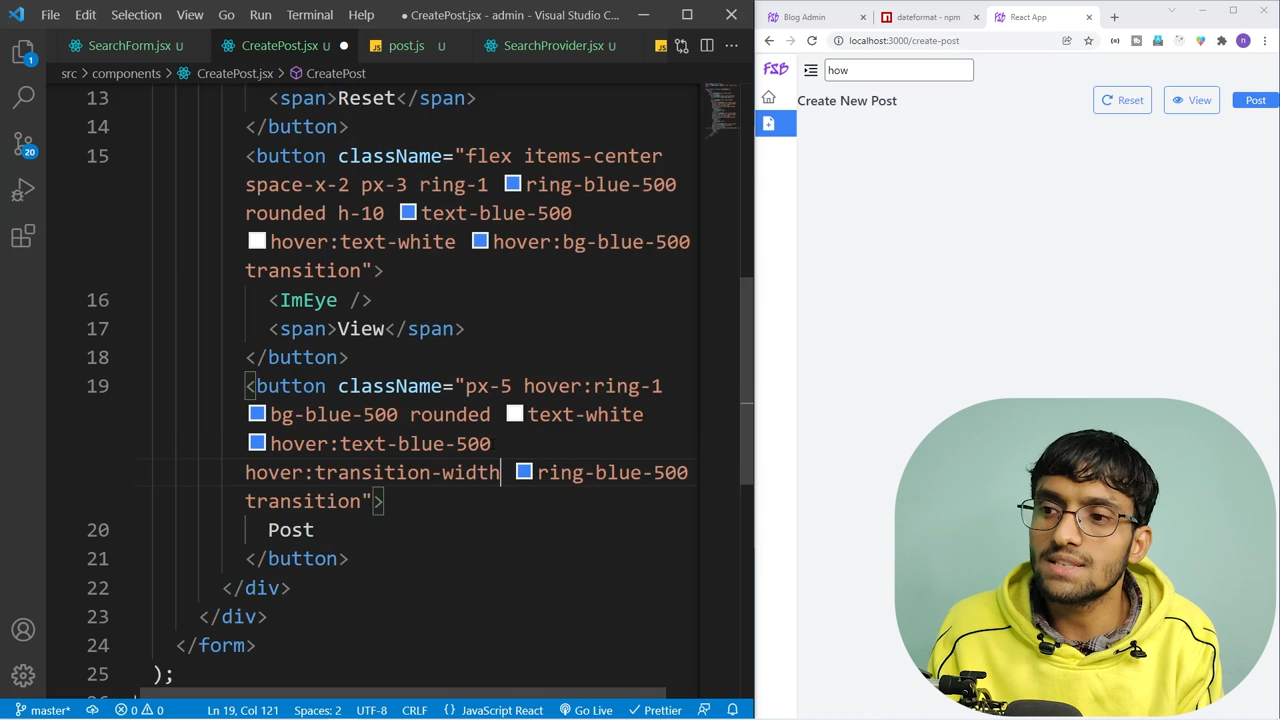 File Edit Selection View Go Run Terminal Help ● CreatePost.jsx - admin - Visual Studio C...
SearchForm.jsx U CreatePost.jsx U ● JS post.js U SearchProvider.jsx U JS
src > components > CreatePost.jsx > CreatePost
13 <span>Reset</span>
14 </button>
15 <button className="flex items-center
space-x-2 px-3 ring-1 ring-blue-500
rounded h-10 text-blue-500
hover:text-white hover:bg-blue-500
transition">
16 <ImEye />
17 <span>View</span>
18 </button>
19 <button className="px-5 hover:ring-1
bg-blue-500 rounded text-white
hover:text-blue-500
hover:transition-width ring-blue-500
transition">
20 Post
21 </button>
22 </div>
23 </div>
24 </form>
25 );
1
20
master* 0 0 Ln 19, Col 121 Spaces: 2 UTF-8 CRLF JavaScript React Go Live Prettier
FSB Blog Admin × n dateformat - npm × FSB React App × +
localhost:3000/create-post n
FSB how
Create New Post Reset View Post